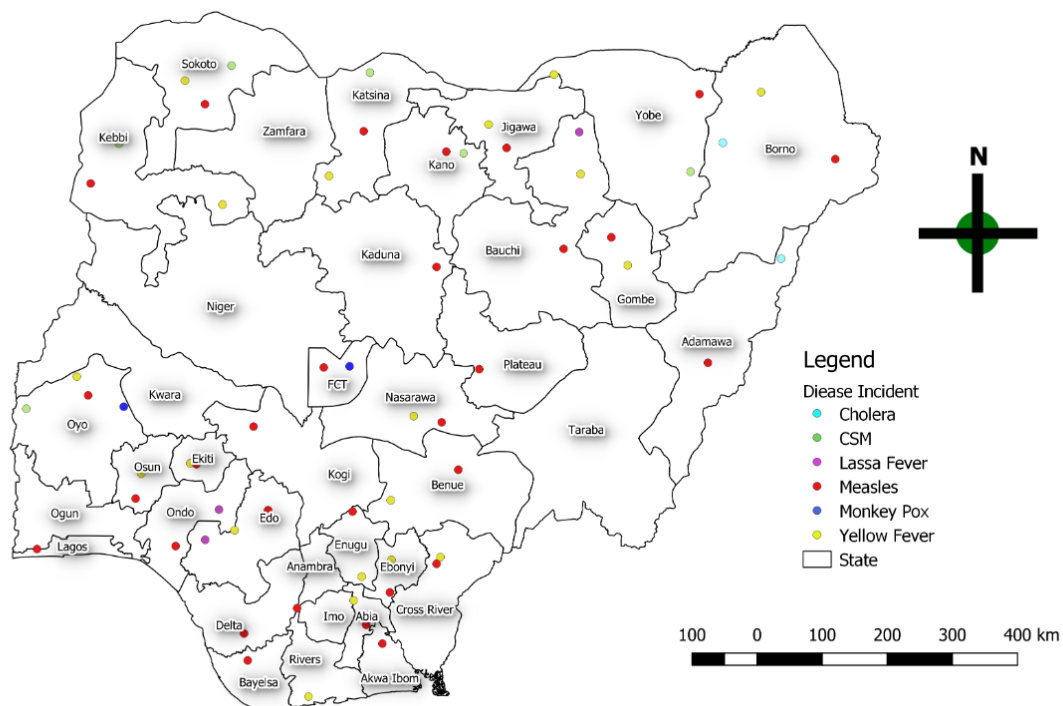 Sokoto
Katsina
Kebbi
Zamfara
Jigawa
Yobe
Kano
Borno
N
Kaduna
Bauchi
Niger
Gombe
Adamawa
Plateau
FCT
Nasarawa
Kwara
Oyo
Taraba
Osun
Ekiti
Kogi
Benue
Ogun
Ondo
Edo
Lagos
Enugu
Ebonyi
Anambra
Cross River
Imo
Abia
Delta
Rivers
Bayelsa
Akwa Ibom
Legend
Diease Incident
Cholera
CSM
Lassa Fever
Measles
Monkey Pox
Yellow Fever
State
100 0 100 200 300 400 km